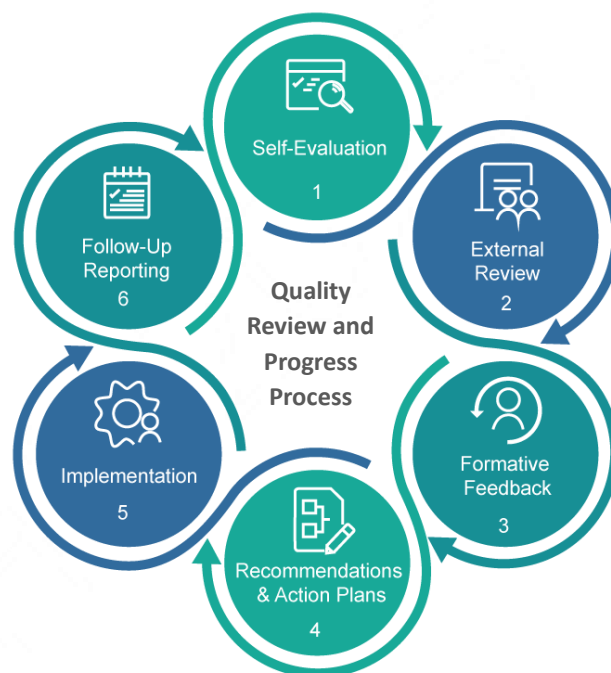 Self-Evaluation
1
External
Review
2
Formative
Feedback
3
Recommendations
& Action Plans
4
Implementation
5
Follow-Up
Reporting
6
Quality
Review and
Progress
Process